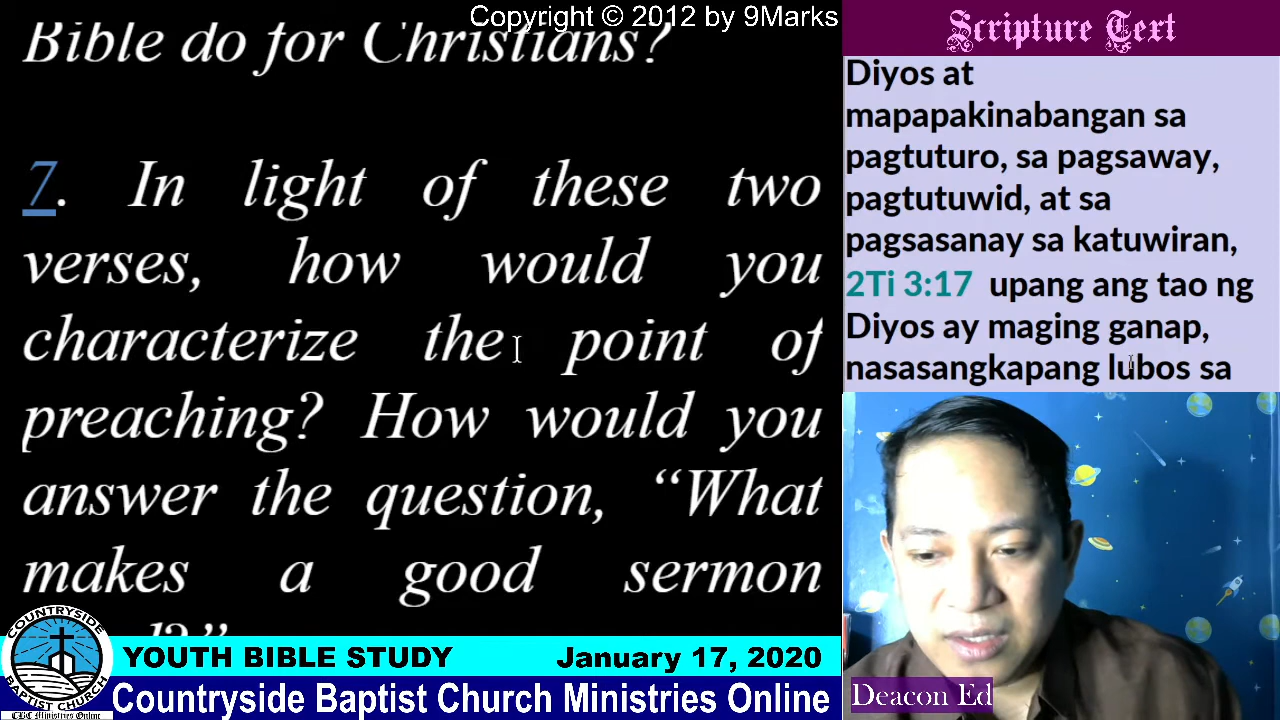 Copyright © 2012 by 9Marks
Bible do for Christians?
7. In light of these two
verses, how would you
characterize the point of
preaching? How would you
answer the question, “What
makes a good sermon
Scripture Text
Diyos at
mapapakinabangan sa
pagtuturo, sa pagsaway,
pagtutuwid, at sa
pagsasanay sa katuwiran,
2Ti 3:17 upang ang tao ng
Diyos ay maging ganap,
nasasangkapang lubos sa
COUNTRYSIDE
BAPTIST CHURCH
CBC Ministries Online
YOUTH BIBLE STUDY January 17, 2020
Countryside Baptist Church Ministries Online
Deacon Ed